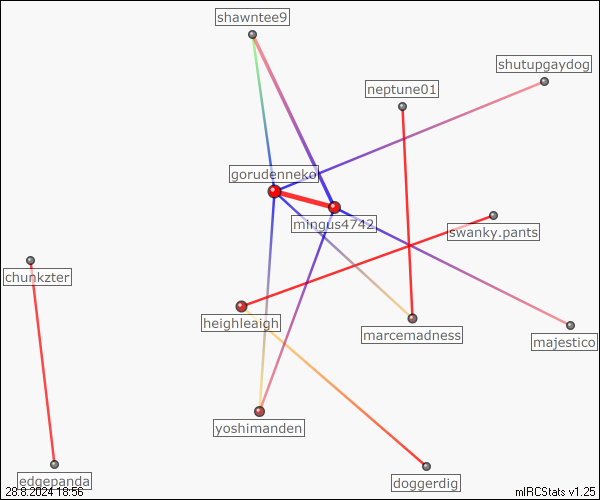 shawntee9
shutupgaydog
neptune01
gorudenneko
mingus4742
swanky.pants
chunkzter
heighleaigh
marcemadness
majestico
yoshimanden
edgepanda
doggerdig
28.8.2024 18:56
mIRCStats v1.25